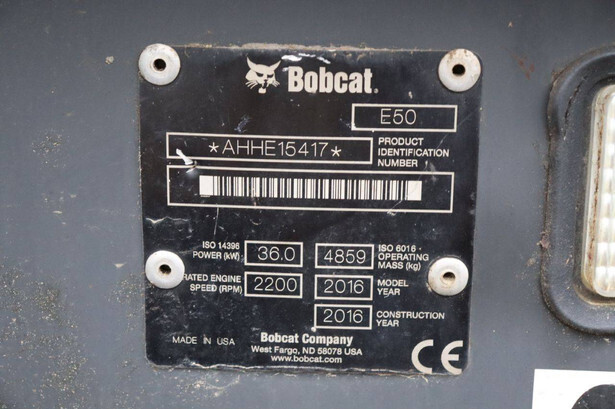 Bobcat®
E50
*AHHE15417*
PRODUCT
IDENTIFICATION
NUMBER
ISO 14396
POWER (kW)
36.0
4859
ISO 6016 -
OPERATING
MASS (kg)
RATED ENGINE
SPEED (RPM)
2200
2016
MODEL
YEAR
2016
CONSTRUCTION
YEAR
MADE IN USA
Bobcat Company
West Fargo, ND 58078 USA
www.bobcat.com
CE